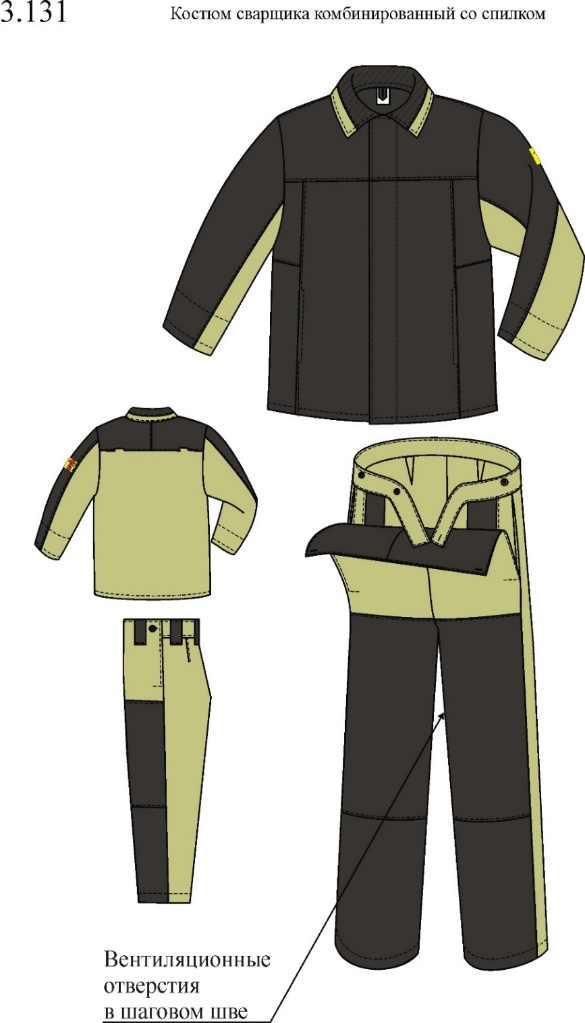 3.131 Костюм сварщика комбинированный со спилком
Вентиляционные
отверстия
в шаговом шве